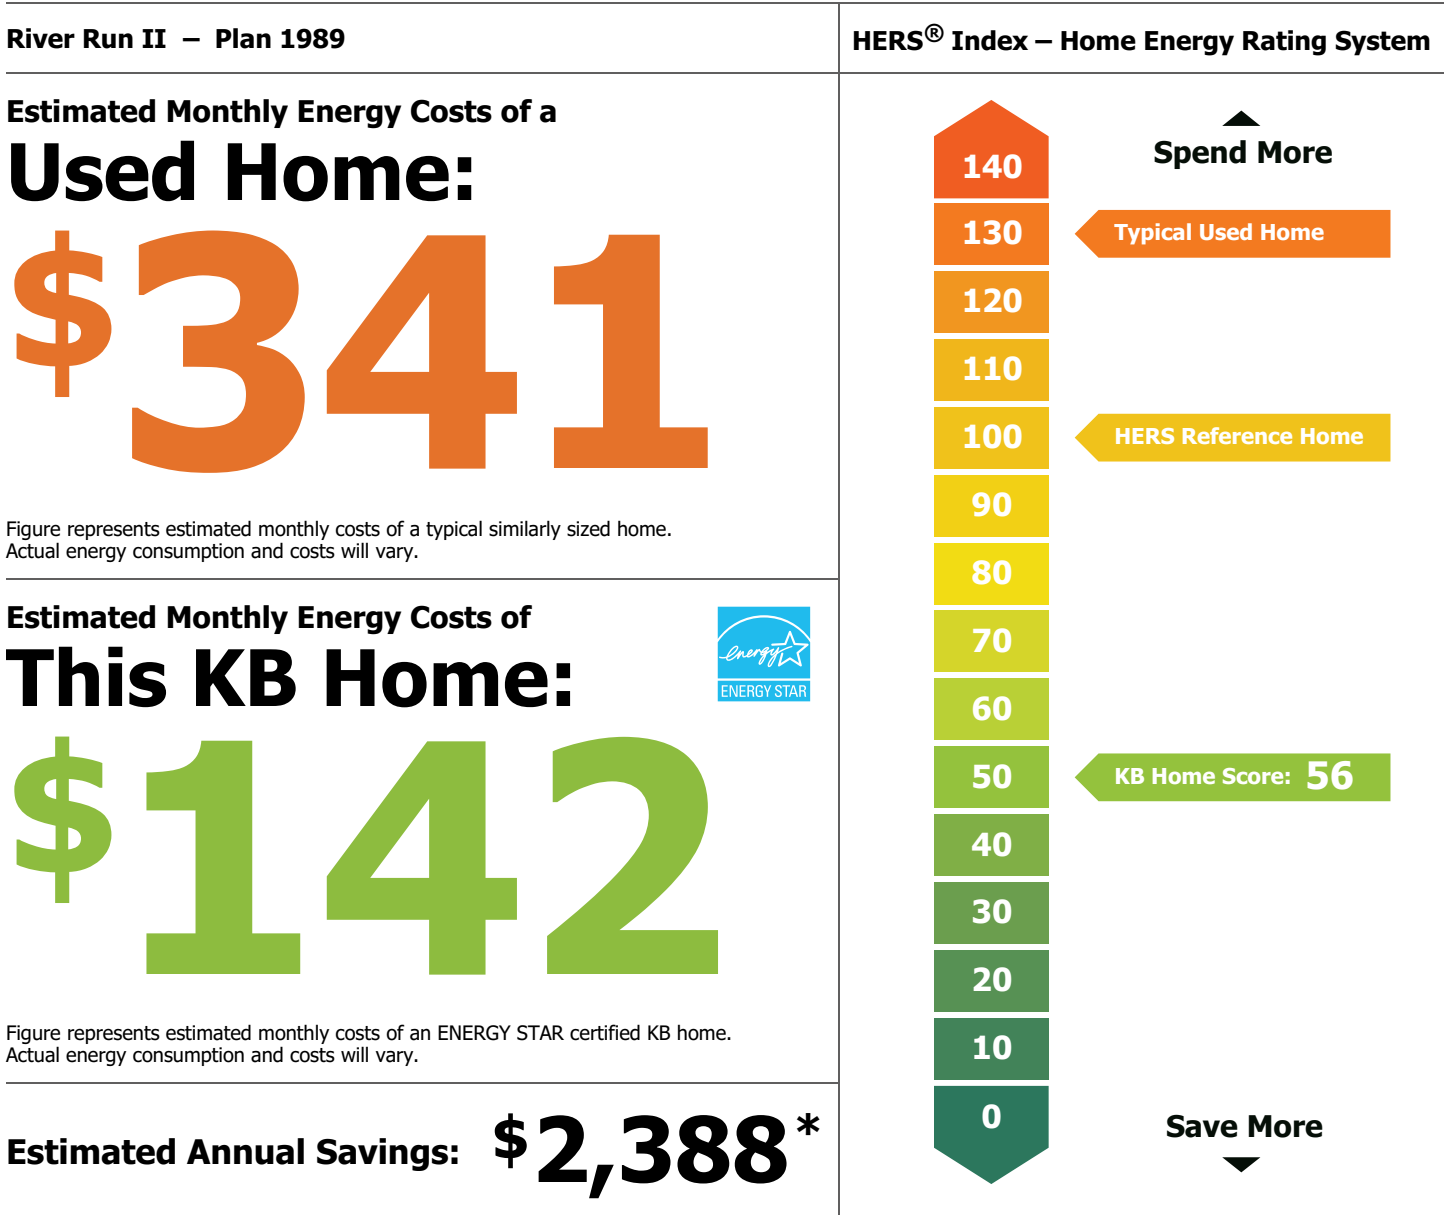 River Run II – Plan 1989
Estimated Monthly Energy Costs of a
Used Home:
$341
Figure represents estimated monthly costs of a typical similarly sized home.
Actual energy consumption and costs will vary.
Estimated Monthly Energy Costs of
This KB Home:
energy
ENERGY STAR
$142
Figure represents estimated monthly costs of an ENERGY STAR certified KB home.
Actual energy consumption and costs will vary.
Estimated Annual Savings: $2,388*
HERS® Index – Home Energy Rating System
Spend More
140
130 Typical Used Home
120
110
100 HERS Reference Home
90
80
70
60
50 KB Home Score: 56
40
30
20
10
0
Save More